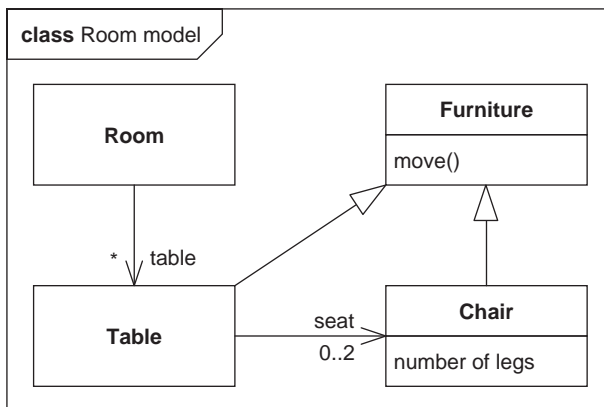 class Room model
Room
Furniture
move()
* table
Table
seat
0..2
Chair
number of legs